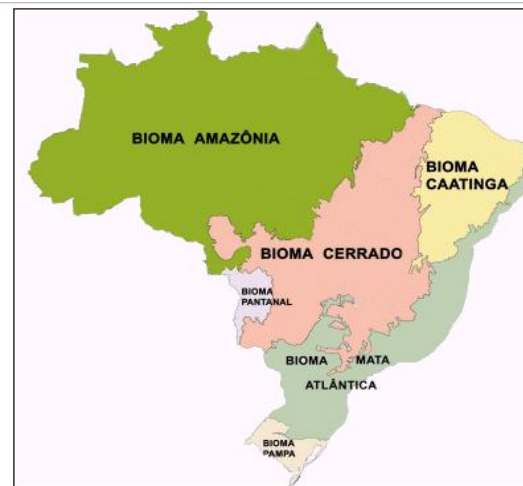 BIOMA AMAZÔNIA
BIOMA
CAATINGA
BIOMA CERRADO
BIOMA
PANTANAL
BIOMA MATA
ATLÂNTICA
BIOMA
PAMPA